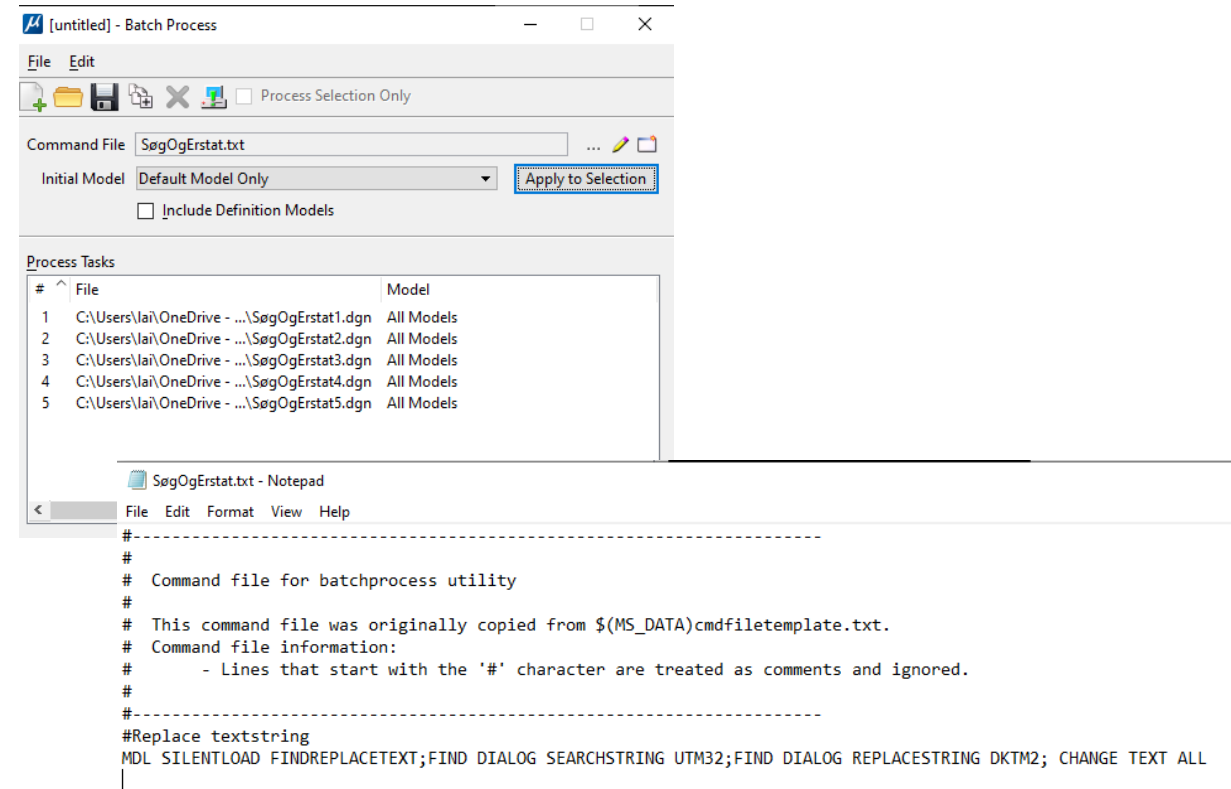 [untitled] - Batch Process
File Edit
Process Selection Only
Command File SøgOgErstat.txt ...
Initial Model Default Model Only Apply to Selection
Include Definition Models
Process Tasks
# File Model
1 C:\Users\lai\OneDrive - ...\SøgOgErstat1.dgn All Models
2 C:\Users\lai\OneDrive - ...\SøgOgErstat2.dgn All Models
3 C:\Users\lai\OneDrive - ...\SøgOgErstat3.dgn All Models
4 C:\Users\lai\OneDrive - ...\SøgOgErstat4.dgn All Models
5 C:\Users\lai\OneDrive - ...\SøgOgErstat5.dgn All Models
SøgOgErstat.txt - Notepad
File Edit Format View Help
#----------------------------------------------------------------------
#
# Command file for batchprocess utility
#
# This command file was originally copied from $(MS_DATA)cmdfiletemplate.txt.
# Command file information:
# - Lines that start with the '#' character are treated as comments and ignored.
#
#----------------------------------------------------------------------
#Replace textstring
MDL SILENTLOAD FINDREPLACETEXT;FIND DIALOG SEARCHSTRING UTM32;FIND DIALOG REPLACESTRING DKTM2; CHANGE TEXT ALL